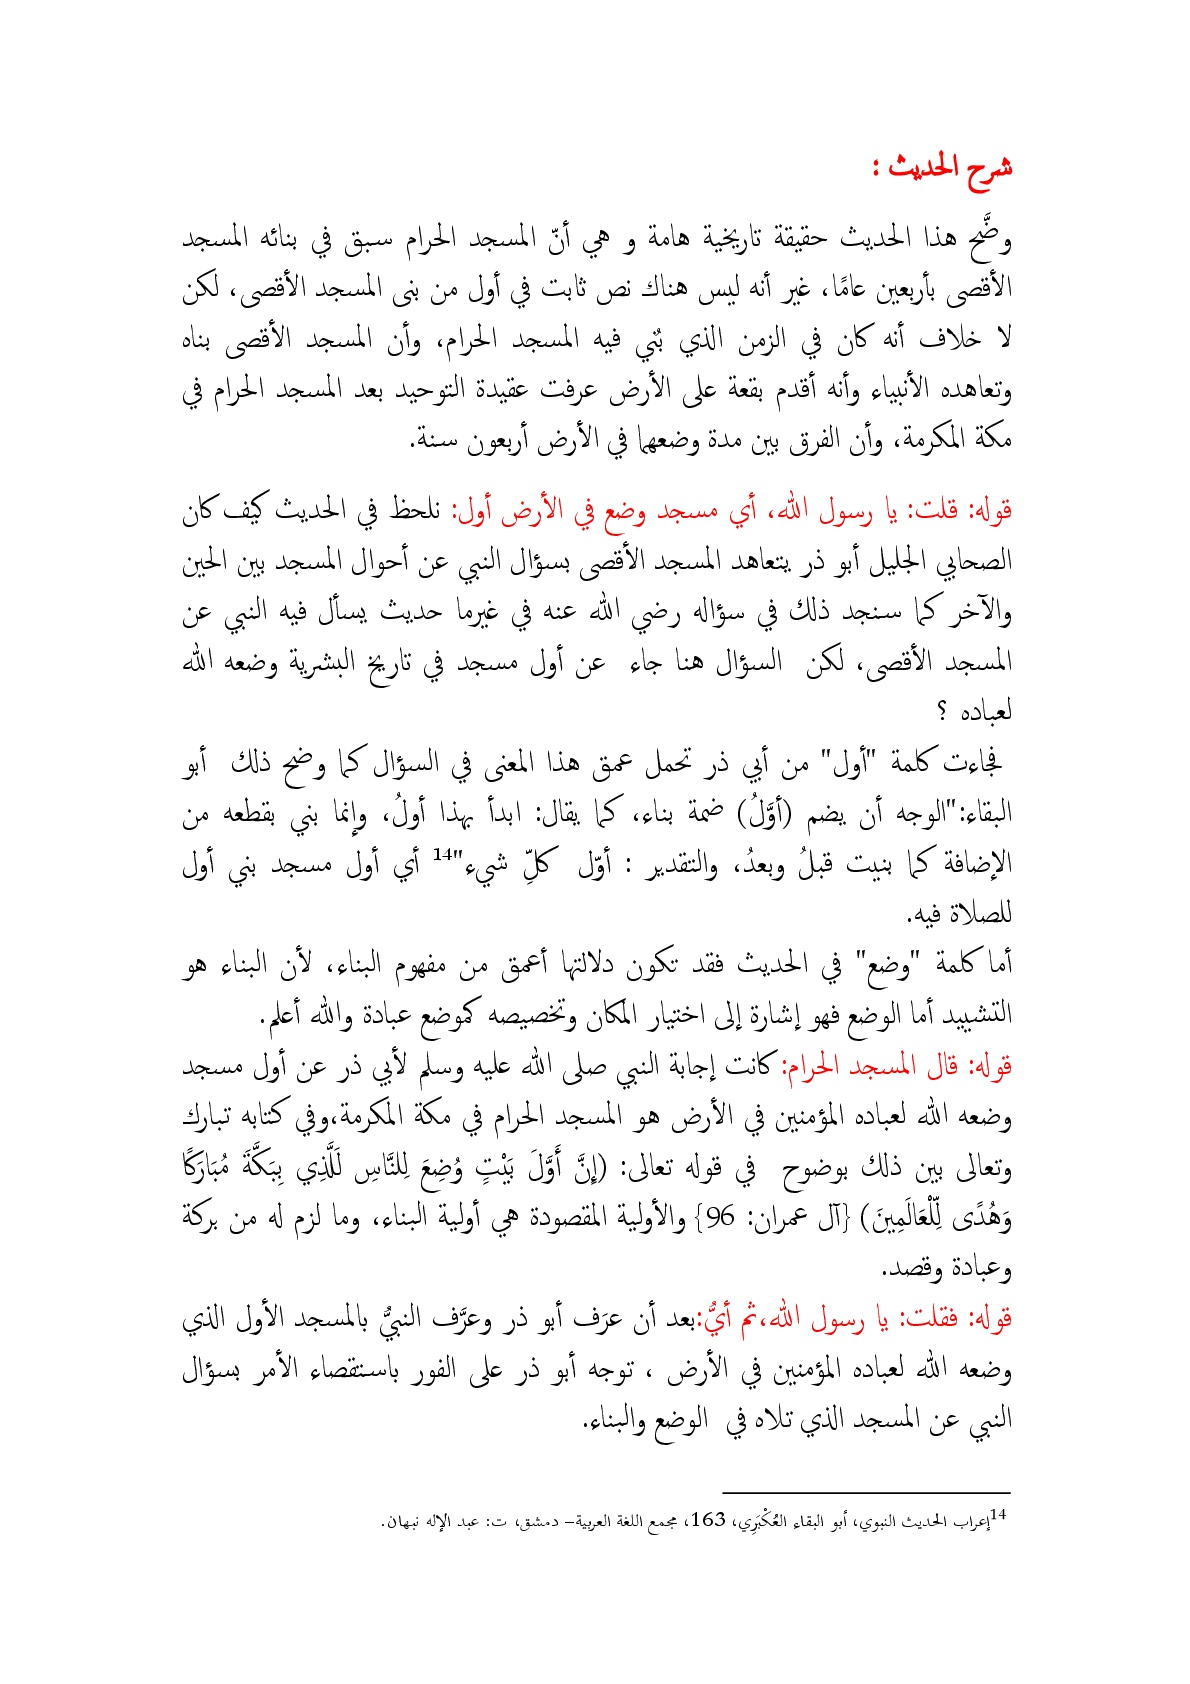 شرح الحديث :
وضَّح هذا الحديث حقيقة تاريخية هامة و هي أنّ المسجد الحرام سبق في بنائه المسجد
الأقصى بأربعين عامًا، غير أنه ليس هناك نص ثابت في أول من بنى المسجد الأقصى، لكن
لا خلاف أنه كان في الزمن الذي بُني فيه المسجد الحرام، وأن المسجد الأقصى بناه
وتعاهده الأنبياء وأنه أقدم بقعة على الأرض عرفت عقيدة التوحيد بعد المسجد الحرام في
مكة المكرمة، وأن الفرق بين مدة وضعهما في الأرض أربعون سنة.
قوله: قلت: يا رسول الله، أي مسجد وضع في الأرض أول: نلحظ في الحديث كيف كان
الصحابي الجليل أبو ذر يتعاهد المسجد الأقصى بسؤال النبي عن أحوال المسجد بين الحين
والآخر كما سنجد ذلك في سؤاله رضي الله عنه في غيرما حديث يسأل فيه النبي عن
المسجد الأقصى، لكن السؤال هنا جاء عن أول مسجد في تاريخ البشرية وضعه الله
لعباده ؟
فجاءت كلمة "أول" من أبي ذر تحمل عمق هذا المعنى في السؤال كما وضح ذلك أبو
البقاء:"الوجه أن يضم (أوَّلُ) ضمة بناء، كما يقال: ابدأ بهذا أولُ، وإنما بني بقطعه من
الإضافة كما بنيت قبلُ وبعدُ، والتقدير : أوّل كلِّ شيء"14 أي أول مسجد بني أول
للصلاة فيه.
أما كلمة "وضع" في الحديث فقد تكون دلالتها أعمق من مفهوم البناء، لأن البناء هو
التشييد أما الوضع فهو إشارة إلى اختيار المكان وتخصيصه كموضع عبادة والله أعلم.
قوله: قال المسجد الحرام:كانت إجابة النبي صلى الله عليه وسلم لأبي ذر عن أول مسجد
وضعه الله لعباده المؤمنين في الأرض هو المسجد الحرام في مكة المكرمة،وفي كتابه تبارك
وتعالى بين ذلك بوضوح في قوله تعالى: (إِنَّ أَوَّلَ بَيْتٍ وُضِعَ لِلنَّاسِ لَلَّذِي بِبَكَّةَ مُبَارَكًا
وَهُدًى لِّلْعَالَمِينَ) {آل عمران: 96} والأولية المقصودة هي أولية البناء، وما لزم له من بركة
وعبادة وقصد.
قوله: فقلت: يا رسول الله،ثم أيُّ:بعد أن عرَف أبو ذر وعرَّف النبيُّ بالمسجد الأول الذي
وضعه الله لعباده المؤمنين في الأرض ، توجه أبو ذر على الفور باستقصاء الأمر بسؤال
النبي عن المسجد الذي تلاه في الوضع والبناء.
14إعراب الحديث النبوي، أبو البقاء العُكْبَرِي، 163، مجمع اللغة العربية– دمشق، ت: عبد الإله نبهان.